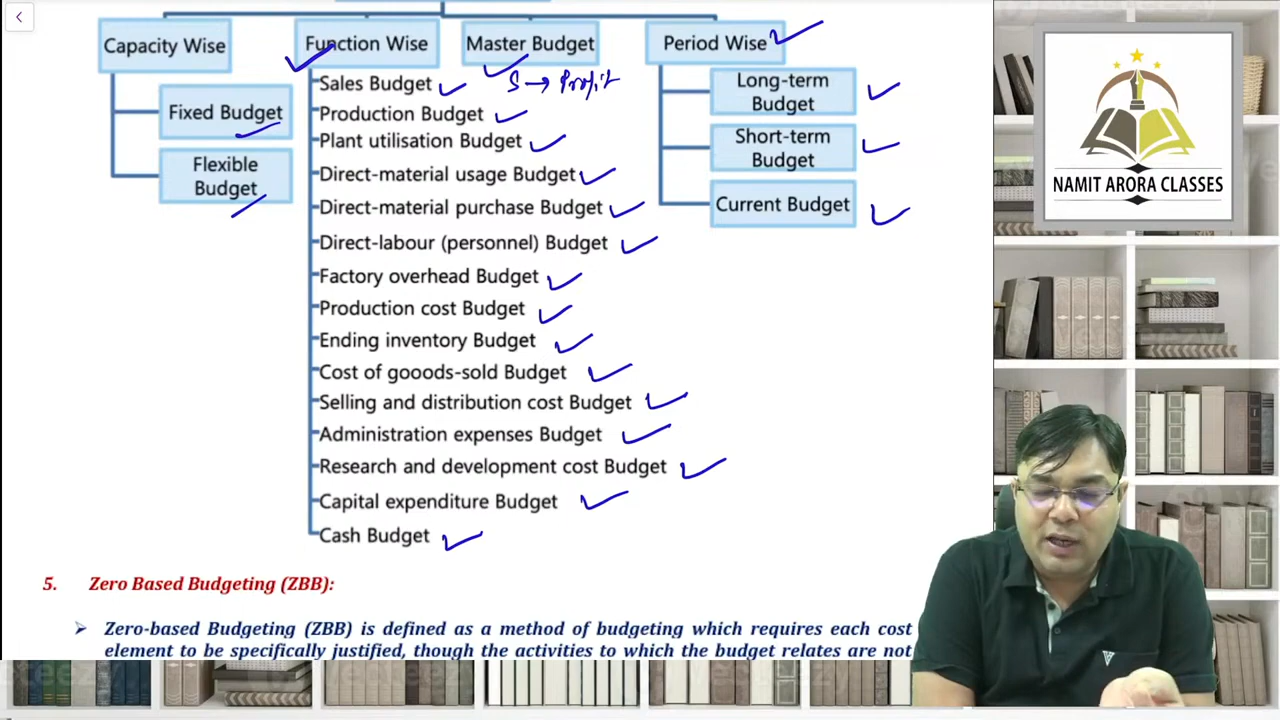 Capacity Wise
Fixed Budget
Flexible
Budget
Function Wise
Sales Budget
Production Budget
Plant utilisation Budget
Direct-material usage Budget
Direct-material purchase Budget
Direct-labour (personnel) Budget
Factory overhead Budget
Production cost Budget
Ending inventory Budget
Cost of gooods-sold Budget
Selling and distribution cost Budget
Administration expenses Budget
Research and development cost Budget
Capital expenditure Budget
Cash Budget
Master Budget
S → Profit
Period Wise
Long-term
Budget
Short-term
Budget
Current Budget
5. Zero Based Budgeting (ZBB):
➤ Zero-based Budgeting (ZBB) is defined as a method of budgeting which requires each cost
element to be specifically justified, though the activities to which the budget relates are not
NAMIT ARORA CLASSES